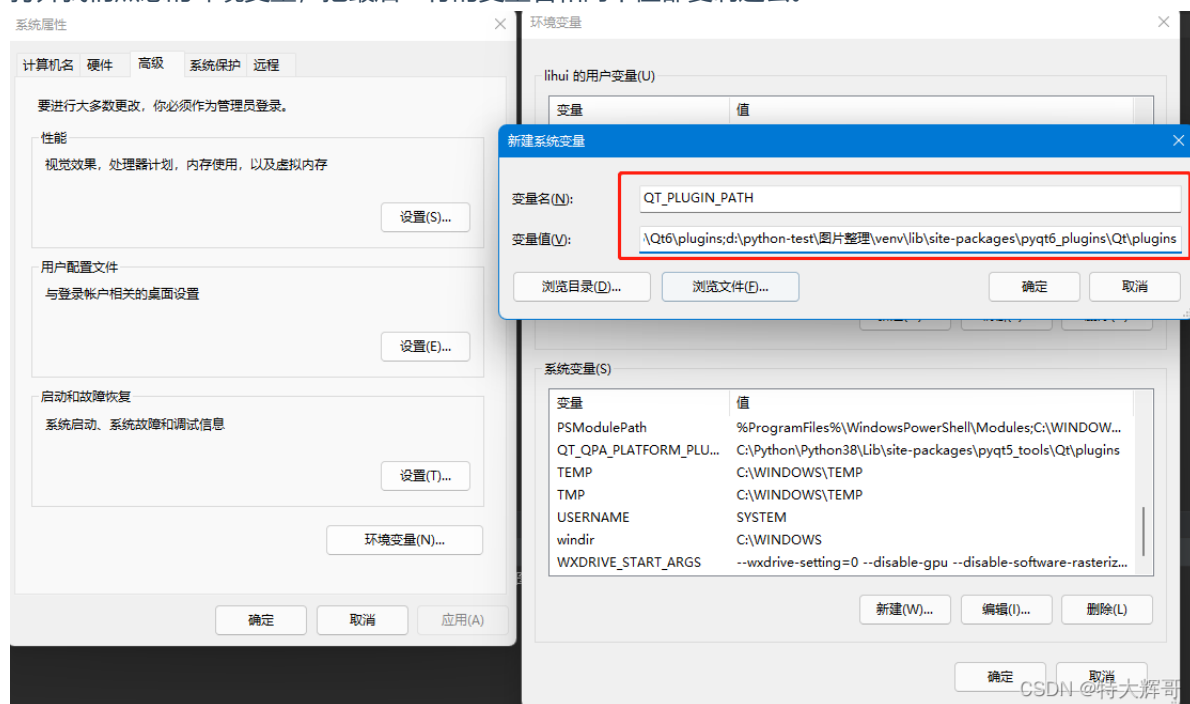 系统属性
计算机名 硬件 高级 系统保护 远程
要进行大多数更改，你必须作为管理员登录。
性能
视觉效果，处理器计划，内存使用，以及虚拟内存
设置(S)...
用户配置文件
与登录帐户相关的桌面设置
设置(E)...
启动和故障恢复
系统启动、系统故障和调试信息
设置(T)...
环境变量(N)...
确定 取消 应用(A)
环境变量
lihui 的用户变量(U)
变量 值
新建系统变量
变量名(N): QT_PLUGIN_PATH
变量值(V): \Qt6\plugins;d:\python-test\图片整理\venv\lib\site-packages\pyqt6_plugins\Qt\plugins
浏览目录(D)... 浏览文件(F)... 确定 取消
系统变量(S)
变量 值
PSModulePath %ProgramFiles%\WindowsPowerShell\Modules;C:\WINDOW...
QT_QPA_PLATFORM_PLU... C:\Python\Python38\Lib\site-packages\pyqt5_tools\Qt\plugins
TEMP C:\WINDOWS\TEMP
TMP C:\WINDOWS\TEMP
USERNAME SYSTEM
windir C:\WINDOWS
WXDRIVE_START_ARGS --wxdrive-setting=0 --disable-gpu --disable-software-rasteriz...
新建(W)... 编辑(I)... 删除(L)
确定 取消
CSDN @特大辉哥